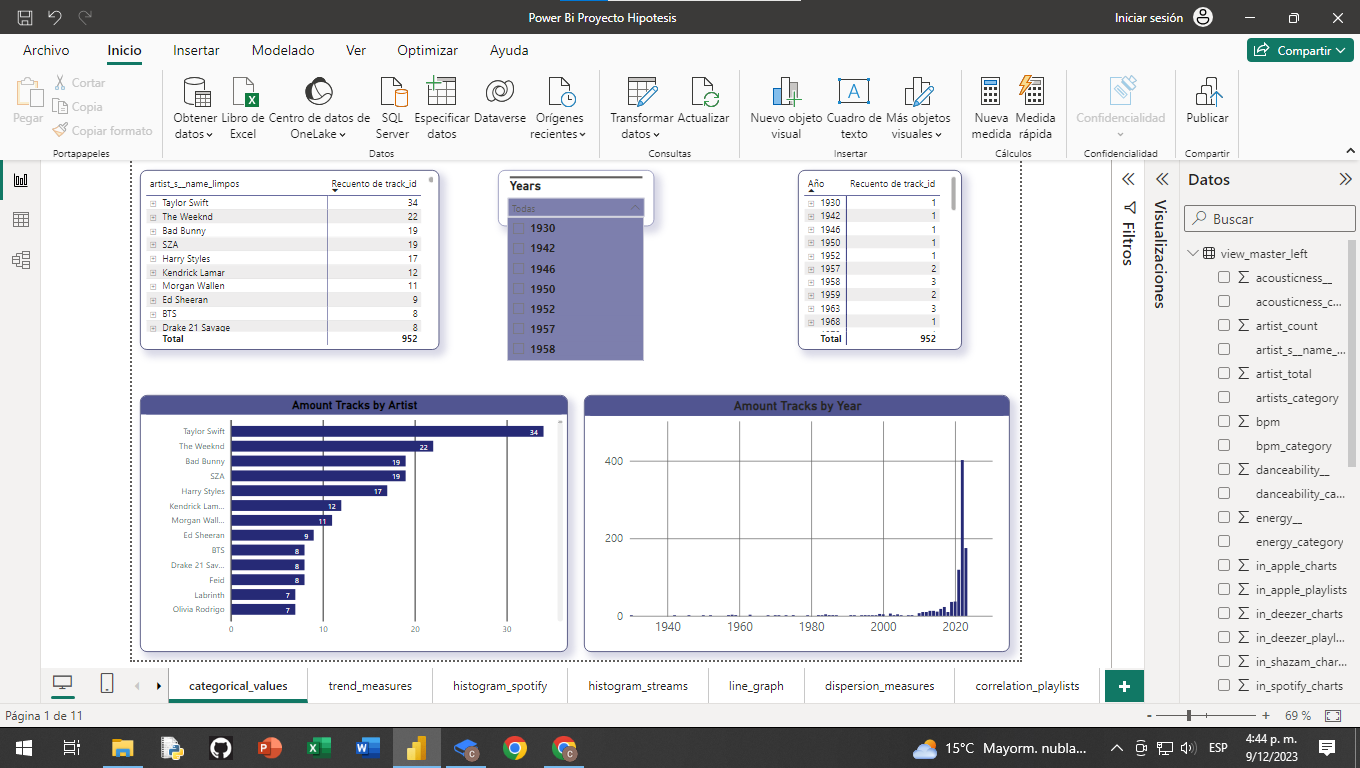 Power Bi Proyecto Hipotesis
Iniciar sesión
Archivo
Inicio
Insertar
Modelado
Ver
Optimizar
Ayuda
Compartir
Pegar
Cortar
Copia
Copiar formato
Portapapeles
Obtener datos
Libro de Excel
Centro de datos de OneLake
SQL Server
Especificar datos
Dataverse
Orígenes recientes
Datos
Transformar datos
Actualizar
Consultas
Nuevo objeto visual
Cuadro de texto
Más objetos visuales
Insertar
Nueva medida
Medida rápida
Cálculos
Confidencialidad
Confidencialidad
Publicar
Compartir
artist_s__name_limpos Recuento de track_id
Taylor Swift 34
The Weeknd 22
Bad Bunny 19
SZA 19
Harry Styles 17
Kendrick Lamar 12
Morgan Wallen 11
Ed Sheeran 9
BTS 8
Drake 21 Savage 8
Total 952
Years
Todas
1930
1942
1946
1950
1952
1957
1958
Año Recuento de track_id
1930 1
1942 1
1946 1
1950 1
1952 1
1957 2
1958 3
1959 2
1963 3
1968 1
Total 952
Amount Tracks by Artist
Taylor Swift 34
The Weeknd 22
Bad Bunny 19
SZA 19
Harry Styles 17
Kendrick Lam... 12
Morgan Wall... 11
Ed Sheeran 9
BTS 8
Drake 21 Sav... 8
Feid 8
Labrinth 7
Olivia Rodrigo 7
0 10 20 30
Amount Tracks by Year
400
200
0
1940 1960 1980 2000 2020
Filtros
Visualizaciones
Datos
Buscar
view_master_left
acousticness__
acousticness_c...
artist_count
artist_s__name_...
artist_total
artists_category
bpm
bpm_category
danceability__
danceability_ca...
energy__
energy_category
in_apple_charts
in_apple_playlists
in_deezer_charts
in_deezer_playl...
in_shazam_char...
in_spotify_charts
categorical_values
trend_measures
histogram_spotify
histogram_streams
line_graph
dispersion_measures
correlation_playlists
Página 1 de 11
69 %
15°C Mayorm. nubla...
ESP
4:44 p. m.
9/12/2023